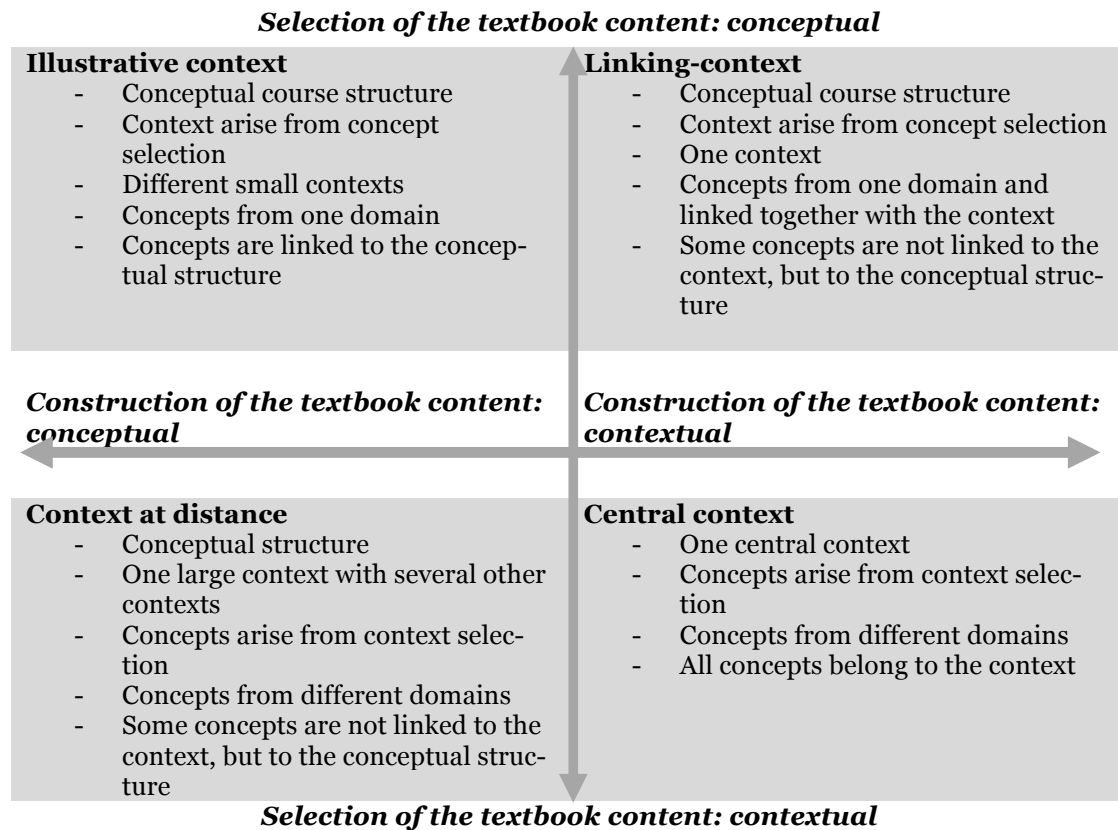 Selection of the textbook content: conceptual
Illustrative context
- Conceptual course structure
- Context arise from concept
selection
- Different small contexts
- Concepts from one domain
- Concepts are linked to the concep-
tual structure
Linking-context
- Conceptual course structure
- Context arise from concept selection
- One context
- Concepts from one domain and
linked together with the context
- Some concepts are not linked to the
context, but to the conceptual struc-
ture
Construction of the textbook content:
conceptual
Construction of the textbook content:
contextual
Context at distance
- Conceptual structure
- One large context with several other
contexts
- Concepts arise from context selec-
tion
- Concepts from different domains
- Some concepts are not linked to the
context, but to the conceptual struc-
ture
Central context
- One central context
- Concepts arise from context selec-
tion
- Concepts from different domains
- All concepts belong to the context
Selection of the textbook content: contextual